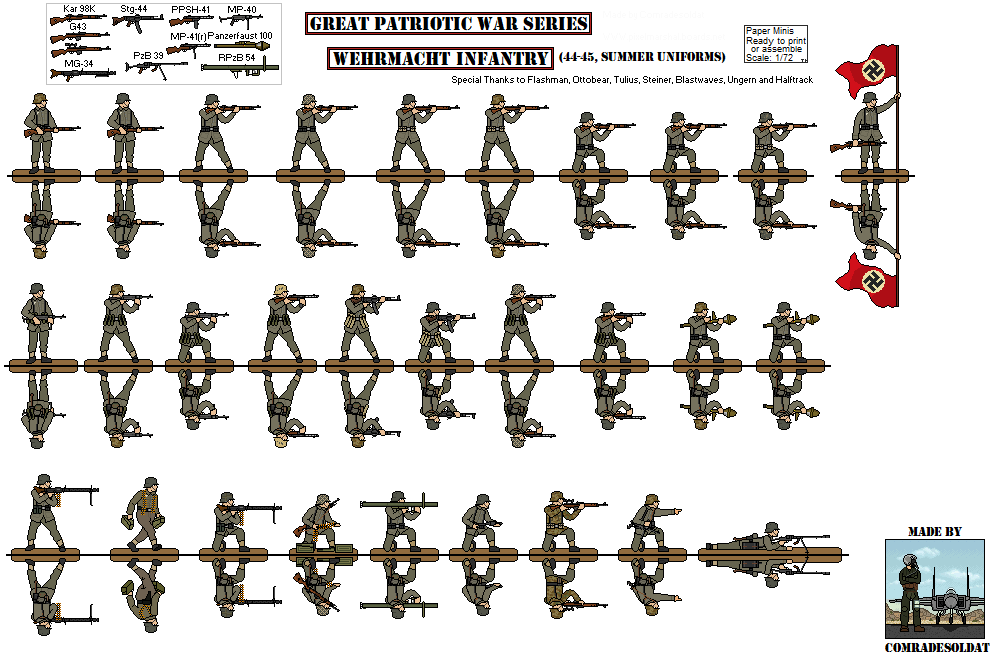 Kar 98K
Stg-44
PPSH-41
MP-40
G43
MP-41(r)
Panzerfaust 100
PzB 39
RPzB 54
MG-34
GREAT PATRIOTIC WAR SERIES
WEHRMACHT INFANTRY
(44-45, SUMMER UNIFORMS)
Paper Minis
Ready to print
or assemble
Scale: 1/72
Special Thanks to Flashman, Ottobear, Tulius, Steiner, Blastwaves, Ungern and Halftrack
MADE BY
COMRADESOLDAT